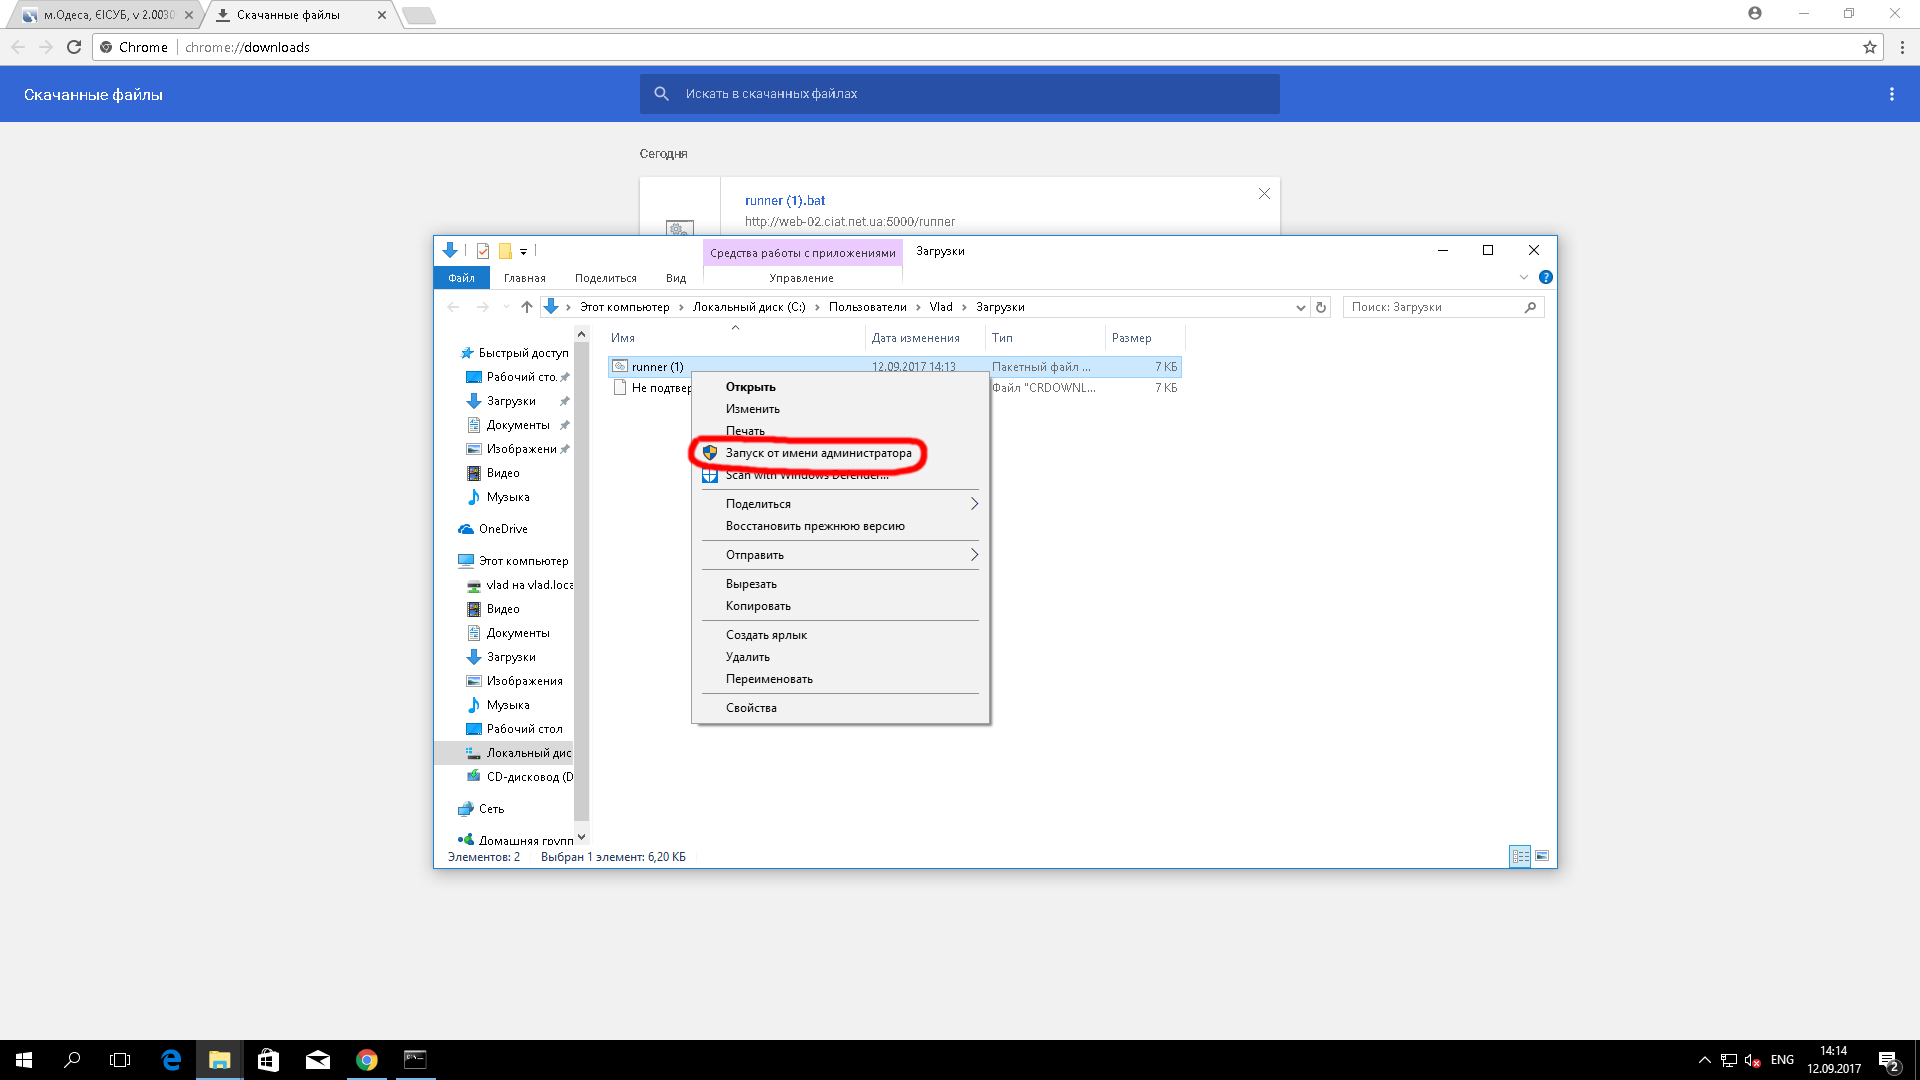 м.Одеса, ЄІСУБ, v 2.0030
Скачанные файлы
Chrome
chrome://downloads
Скачанные файлы
Искать в скачанных файлах
Сегодня
runner (1).bat
http://web-02.ciat.net.ua:5000/runner
Средства работы с приложениями
Загрузки
Файл
Главная
Поделиться
Вид
Управление
Этот компьютер
Локальный диск (C:)
Пользователи
Vlad
Загрузки
Поиск: Загрузки
Имя
Дата изменения
Тип
Размер
runner (1)
12.09.2017 14:13
Пакетный файл ...
7 КБ
Не подтвер
Файл "CRDOWNL...
7 КБ
Быстрый доступ
Рабочий сто.
Загрузки
Документы
Изображени
Видео
Музыка
OneDrive
Этот компьютер
vlad на vlad.loca
Видео
Документы
Загрузки
Изображения
Музыка
Рабочий стол
Локальный дис
CD-дисковод (D
Сеть
Домашняя групп
Открыть
Изменить
Печать
Запуск от имени администратора
Scan with Windows Defender...
Поделиться
Восстановить прежнюю версию
Отправить
Вырезать
Копировать
Создать ярлык
Удалить
Переименовать
Свойства
Элементов: 2
Выбран 1 элемент: 6,20 КБ
ENG
14:14
12.09.2017
2